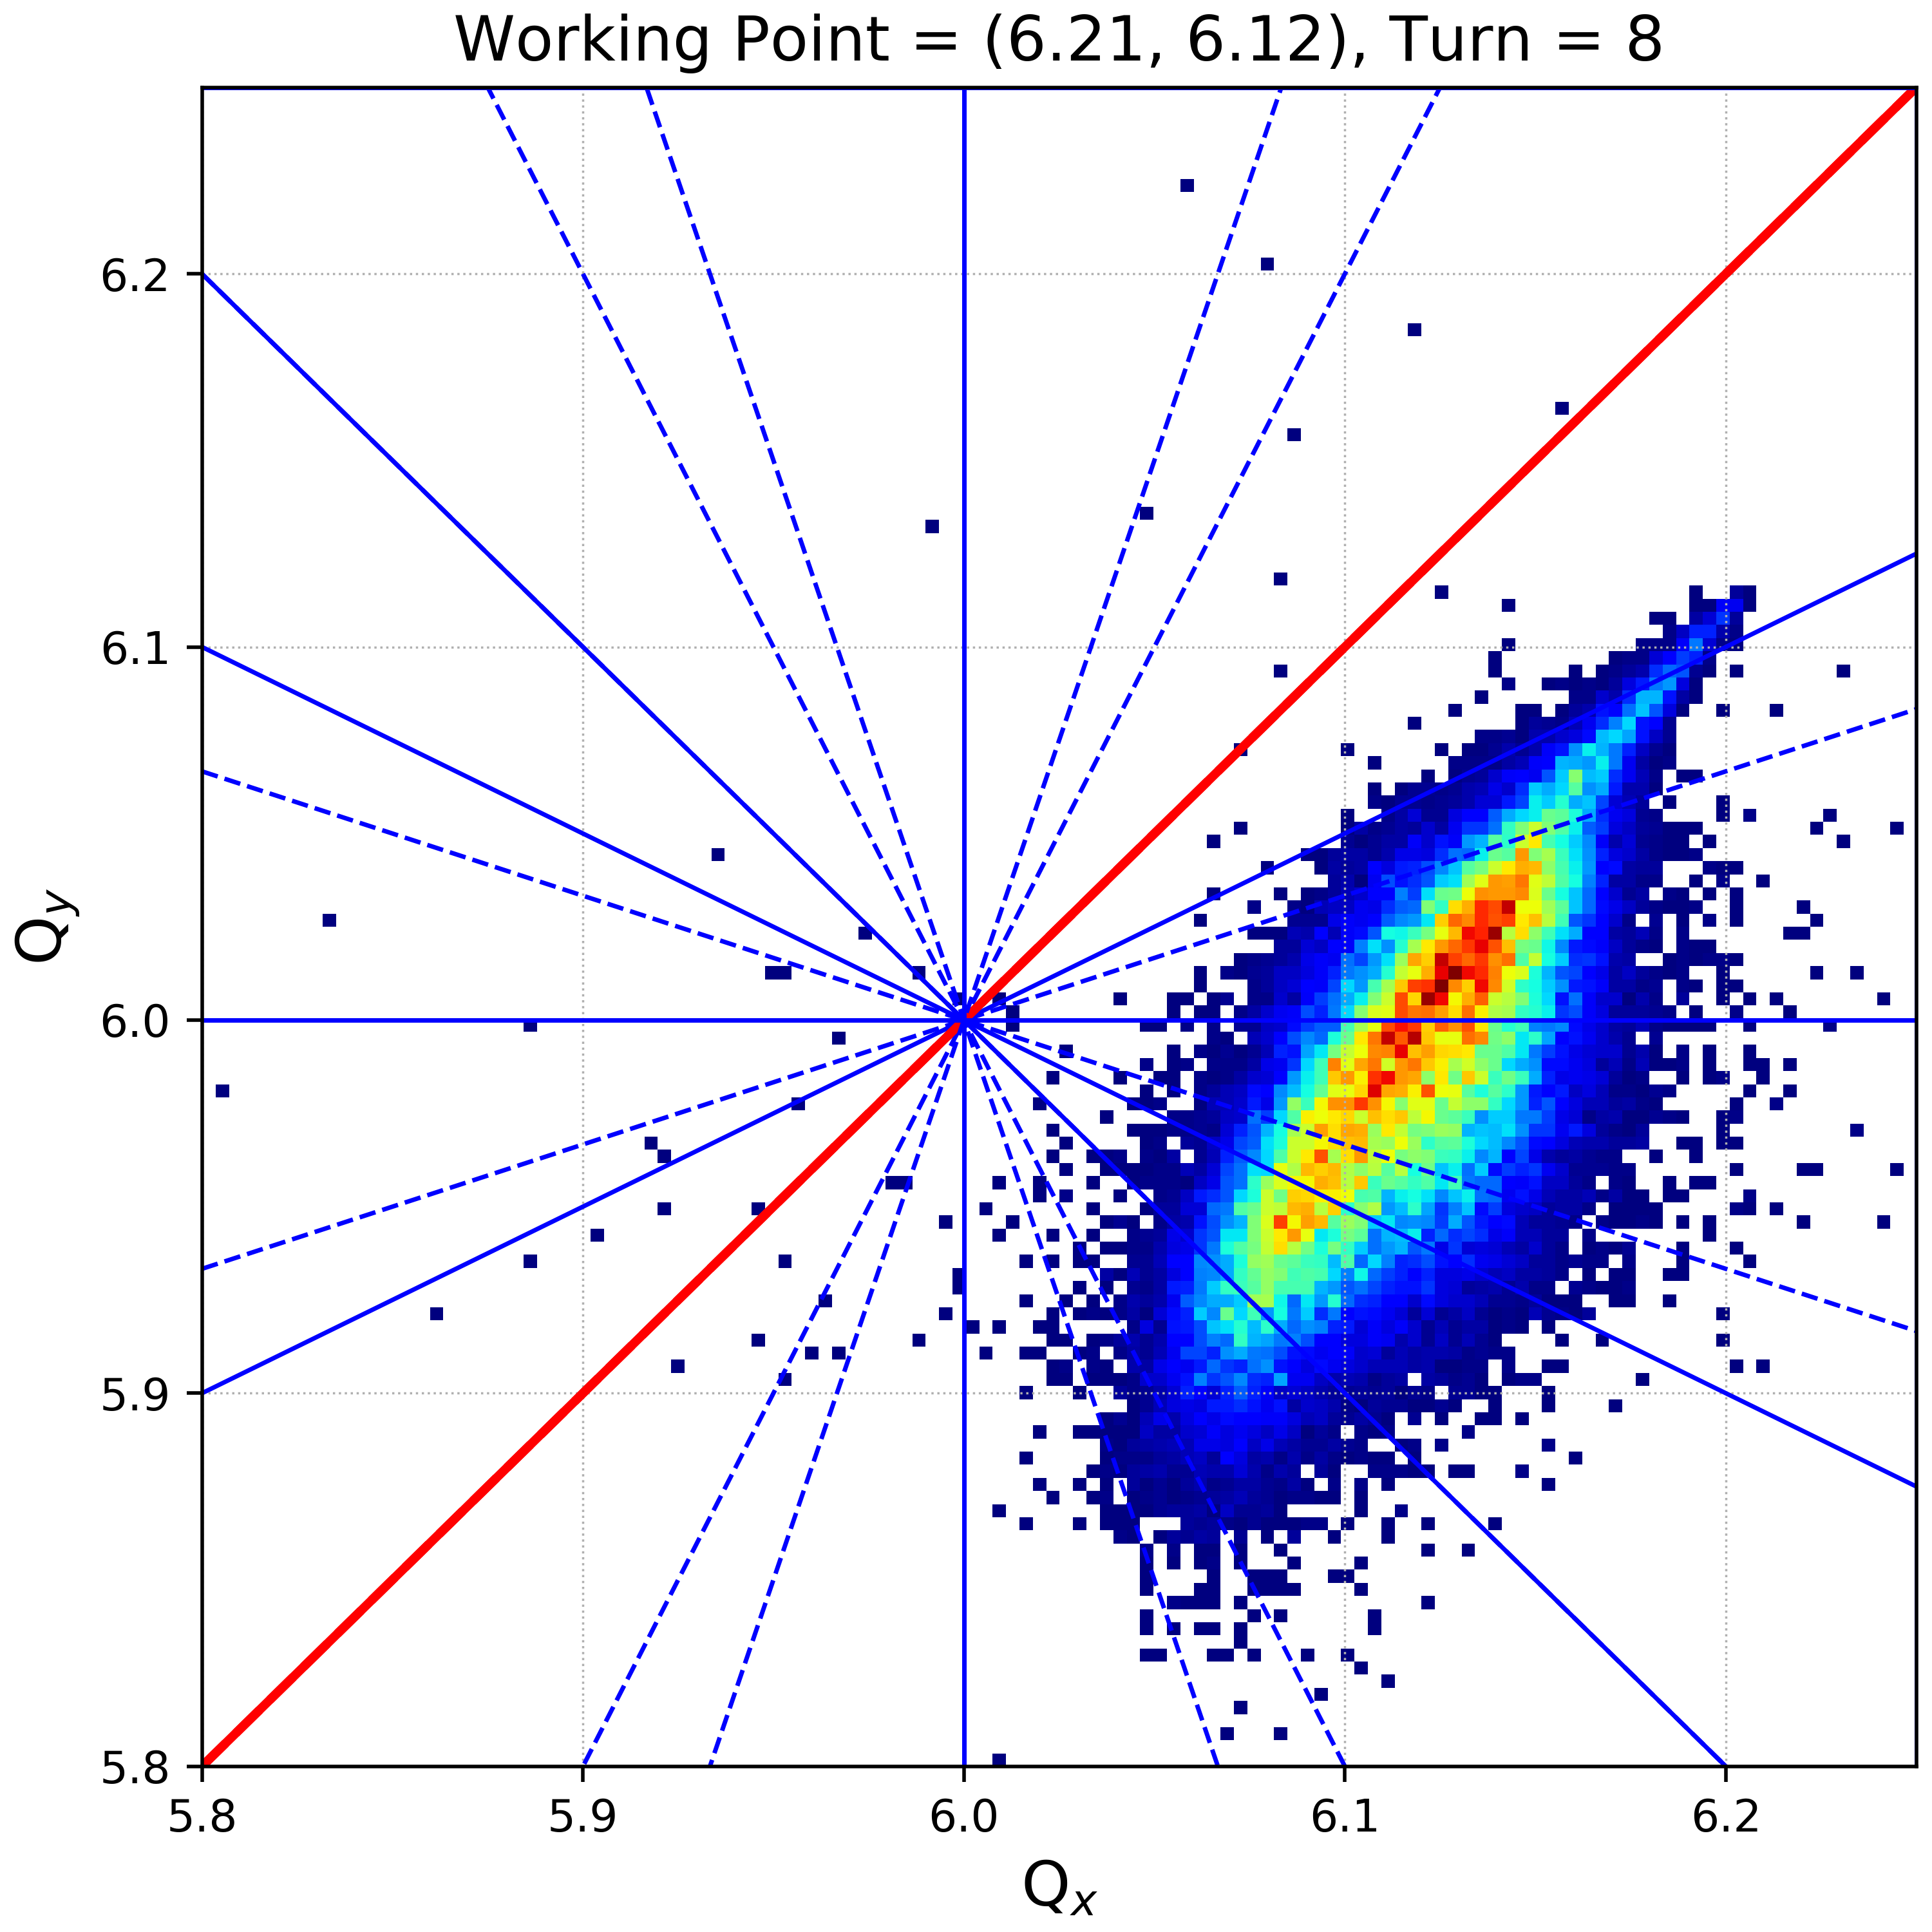 Working Point = (6.21, 6.12), Turn = 8
6.2
6.1
Qy
6.0
5.9
5.8
5.8 5.9 6.0 6.1 6.2
Qx